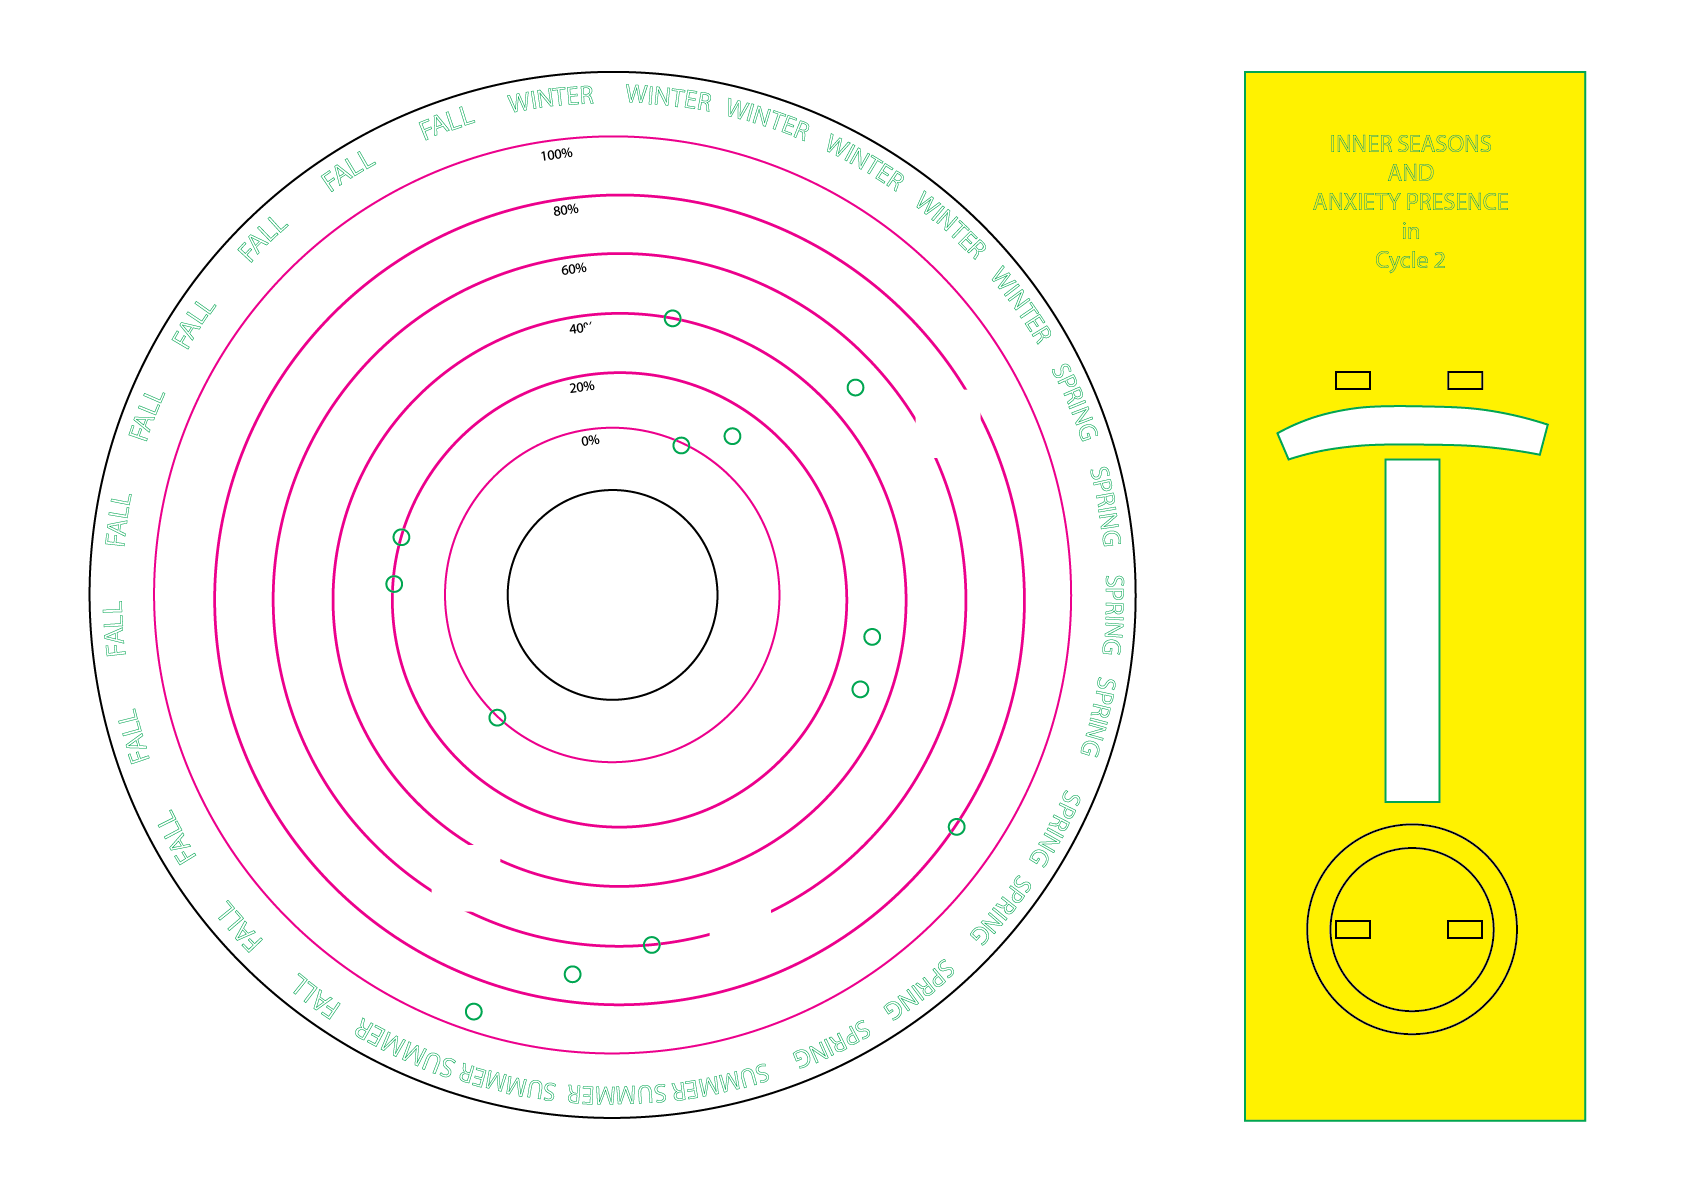 WINTER
WINTER
WINTER
WINTER
WINTER
WINTER
SPRING
SPRING
SPRING
SPRING
SPRING
SPRING
SPRING
SPRING
SUMMER
SUMMER
SUMMER
SUMMER
FALL
FALL
FALL
FALL
FALL
FALL
FALL
FALL
FALL
FALL
FALL
100%
80%
60%
40%
20%
0%
INNER SEASONS
AND
ANXIETY PRESENCE
in
Cycle 2